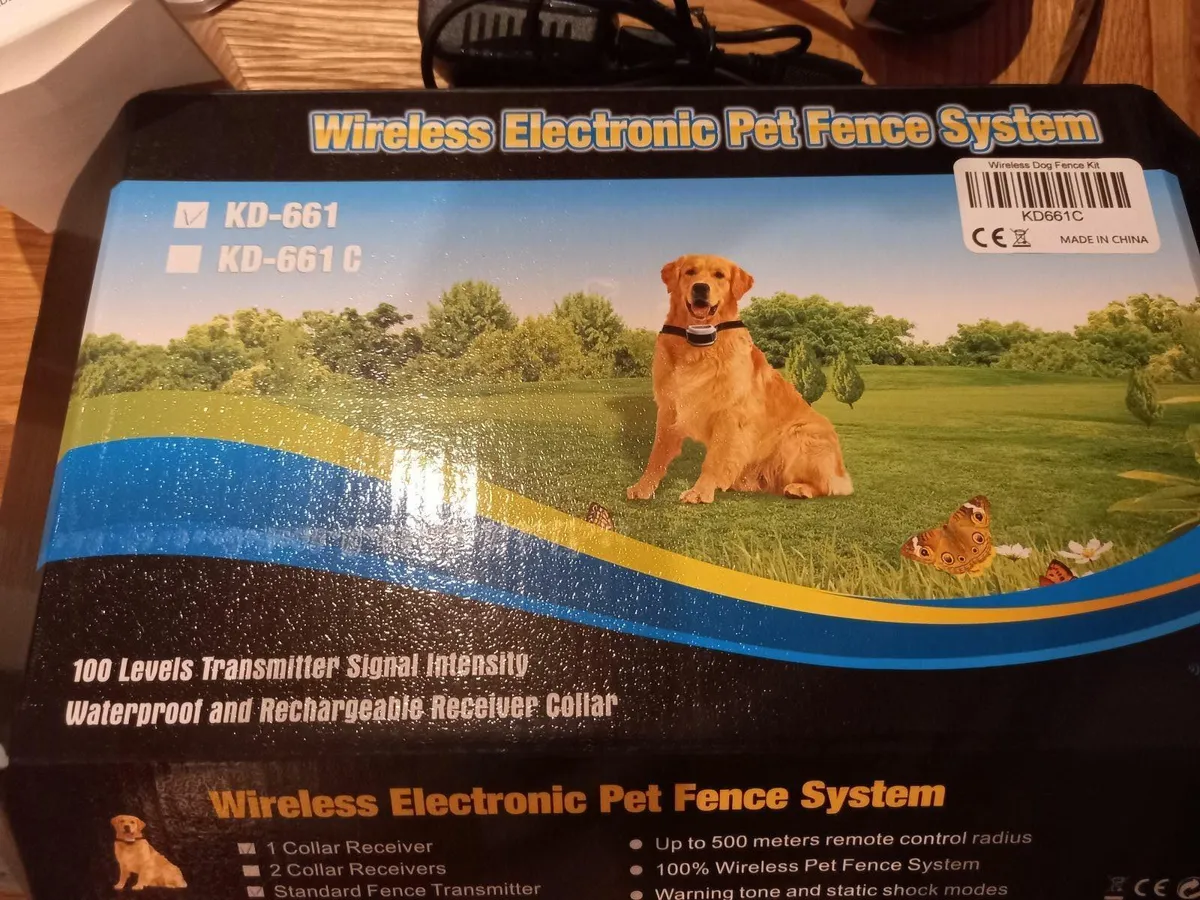 Wireless Electronic Pet Fence System
Wireless Dog Fence Kit
KD661C
CE
MADE IN CHINA
KD-661
KD-661 C
100 Levels Transmitter Signal Intensity
Waterproof and Rechargeable Receiver Collar
Wireless Electronic Pet Fence System
1 Collar Receiver
2 Collar Receivers
Standard Fence Transmitter
Up to 500 meters remote control radius
100% Wireless Pet Fence System
Warning tone and static shock modes
CE